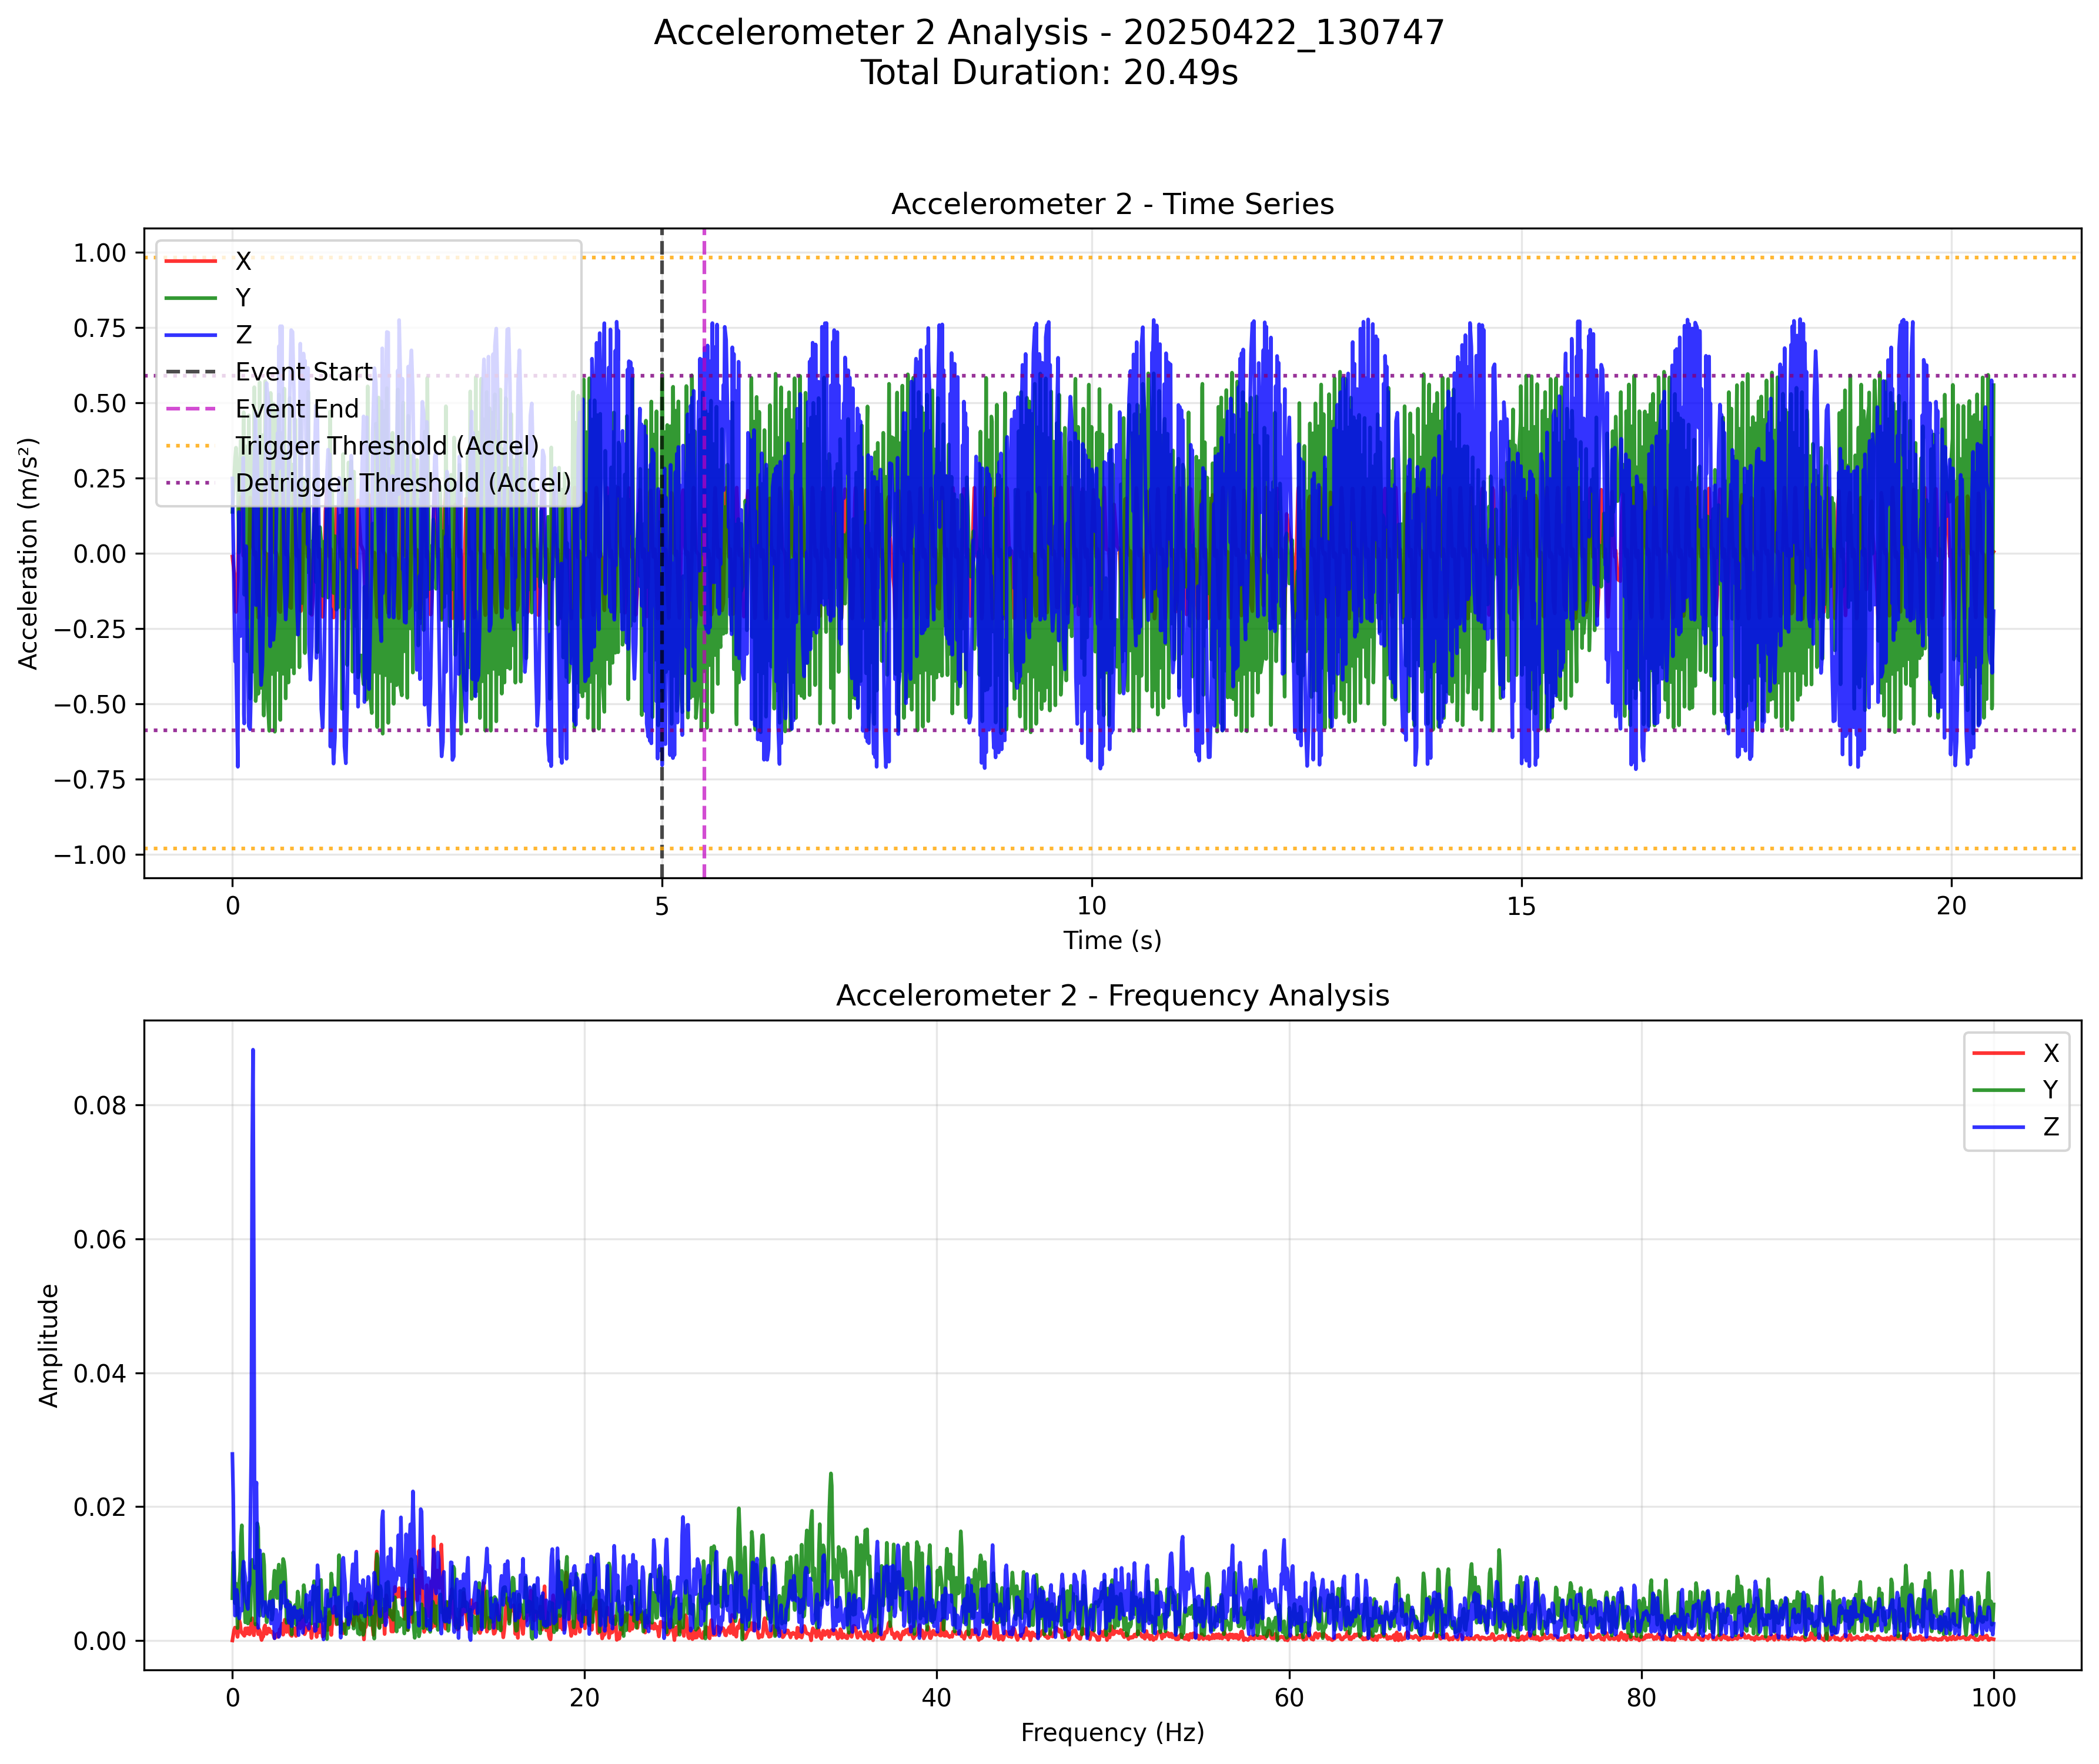 Accelerometer 2 Analysis - 20250422_130747
Total Duration: 20.49s
Accelerometer 2 - Time Series
Acceleration (m/s²)
1.00
0.75
0.50
0.25
0.00
−0.25
−0.50
−0.75
−1.00
X
Y
Z
Event Start
Event End
Trigger Threshold (Accel)
Detrigger Threshold (Accel)
0 5 10 15 20
Time (s)
Accelerometer 2 - Frequency Analysis
Amplitude
0.08
0.06
0.04
0.02
0.00
X
Y
Z
0 20 40 60 80 100
Frequency (Hz)